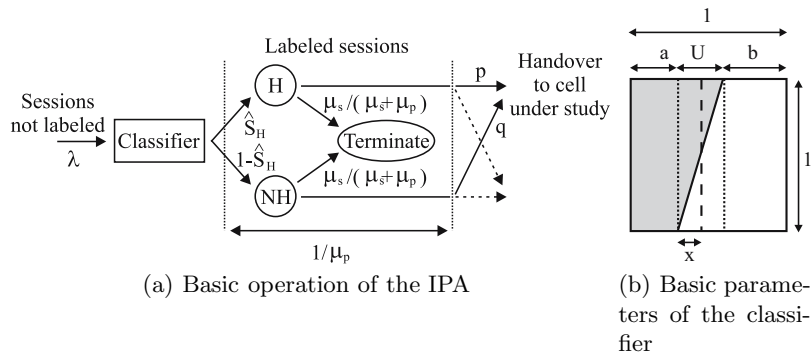 Labeled sessions
Sessions
not labeled
λ̂
Classifier
Ŝ_H
1-Ŝ_H
H
NH
μ_s/(μ_s+μ_p)
Terminate
μ_s/(μ_s+μ_p)
1/μ_p
p
q
Handover
to cell
under study
(a) Basic operation of the IPA
1
a U b
1
x
(b) Basic parame-
ters of the classi-
fier